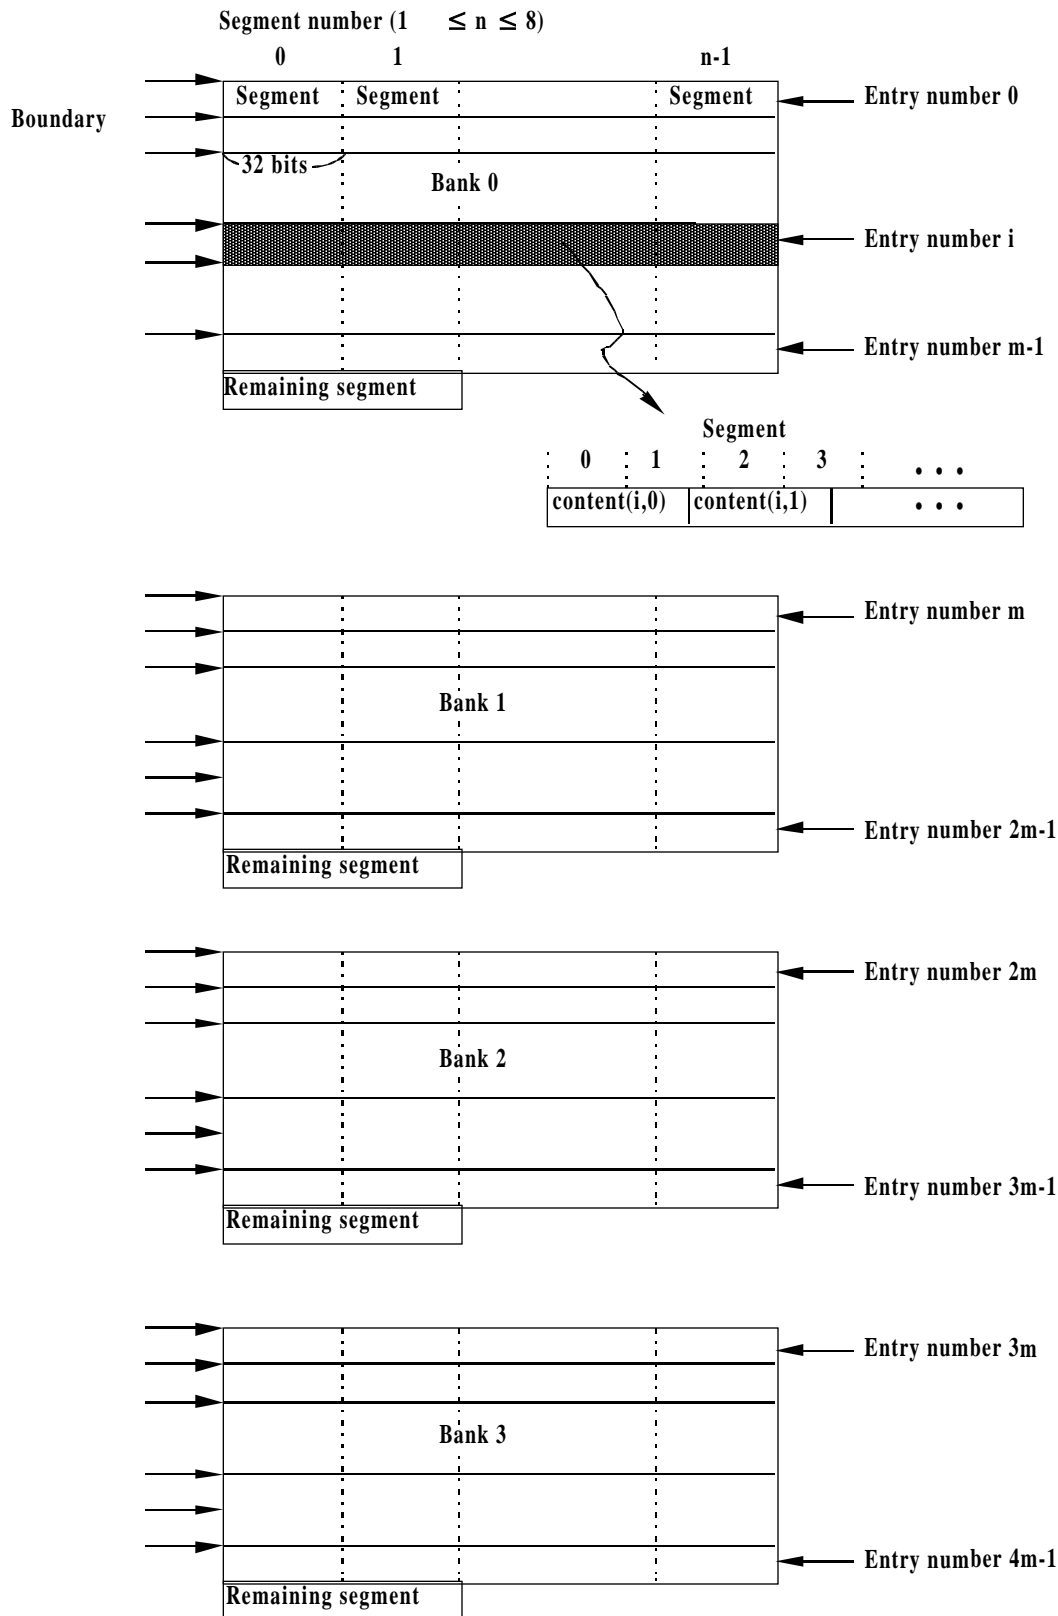 Segment number (1 ≤ n ≤ 8)
0 1 n-1
Segment Segment Segment
Entry number 0
Boundary
32 bits
Bank 0
Entry number i
Entry number m-1
Remaining segment
Segment
0 1 2 3 • • •
content(i,0) content(i,1) • • •
Entry number m
Bank 1
Entry number 2m-1
Remaining segment
Entry number 2m
Bank 2
Entry number 3m-1
Remaining segment
Entry number 3m
Bank 3
Entry number 4m-1
Remaining segment